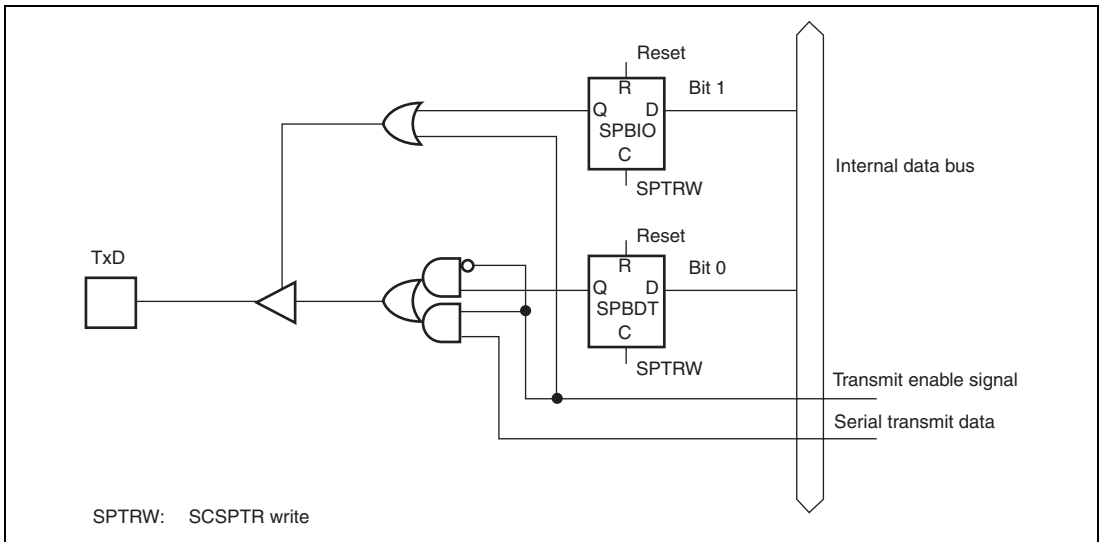 Reset
R
Bit 1
Q D
SPBIO
C
SPTRW
Internal data bus
Reset
R
Bit 0
TxD
Q D
SPBDT
C
SPTRW
Transmit enable signal
Serial transmit data
SPTRW: SCSPTR write